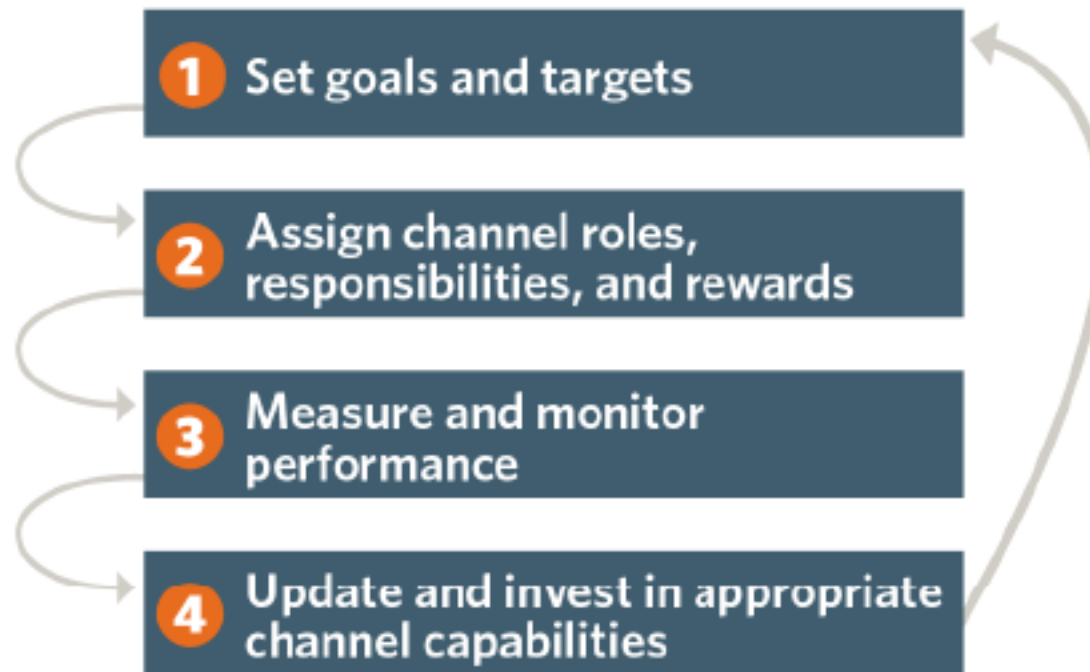 1 Set goals and targets
2 Assign channel roles,
responsibilities, and rewards
3 Measure and monitor
performance
4 Update and invest in appropriate
channel capabilities